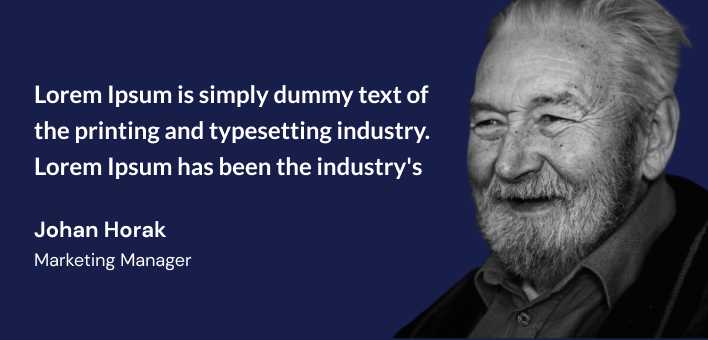 Lorem Ipsum is simply dummy text of
the printing and typesetting industry.
Lorem Ipsum has been the industry's
Johan Horak
Marketing Manager